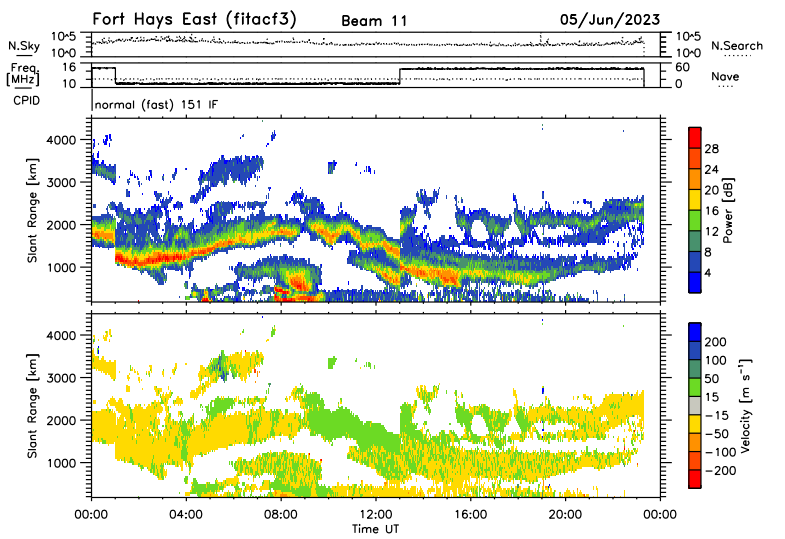 Fort Hays East (fitacf3) Beam 11 05/Jun/2023
N.Sky 10^5 10^0 10^5 10^0 N.Search
Freq. [MHz] 16 10 60 0 Nave
CPID normal (fast) 151 IF
Slant Range [km] 4000 3000 2000 1000
Power [dB] 28 24 20 16 12 8 4
Slant Range [km] 4000 3000 2000 1000
Velocity [m s⁻¹] 200 100 50 15 −15 −50 −100 −200
00:00 04:00 08:00 12:00 16:00 20:00 00:00
Time UT